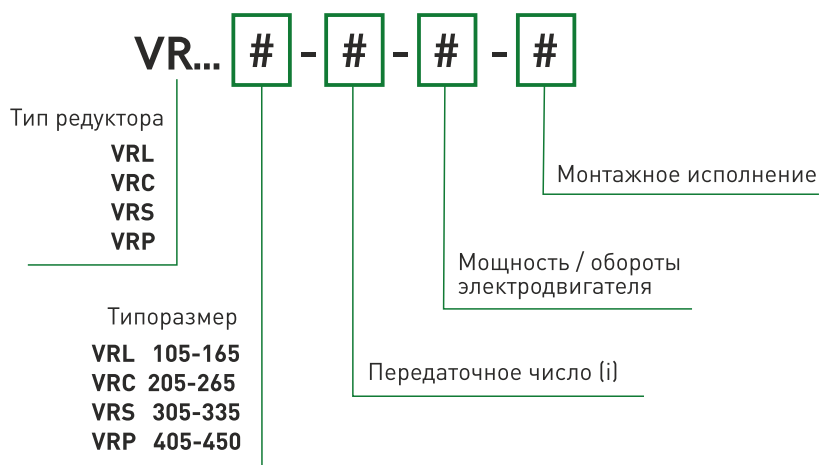 VR... # - # - # - #
Тип редуктора
VRL
VRC
VRS
VRP
Монтажное исполнение
Мощность / обороты
электродвигателя
Типоразмер
VRL 105-165
VRC 205-265
VRS 305-335
VRP 405-450
Передаточное число (i)